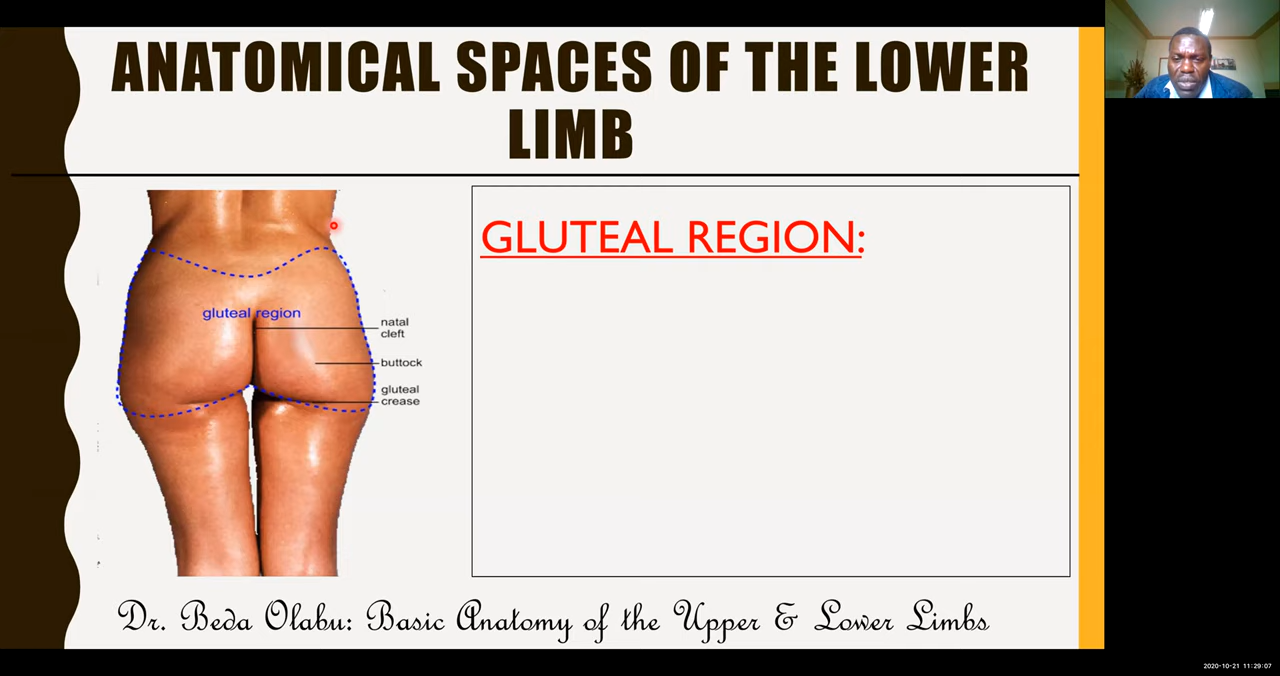 ANATOMICAL SPACES OF THE LOWER
LIMB
GLUTEAL REGION:
gluteal region
natal
cleft
buttock
gluteal
crease
Dr. Beda Olabu: Basic Anatomy of the Upper & Lower Limbs
2020-10-21 11:29:07